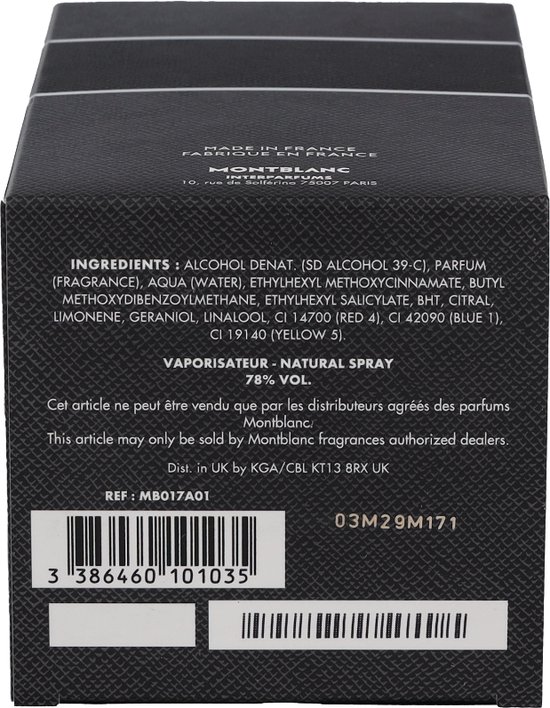 MADE IN FRANCE
FABRIQUÉ EN FRANCE
MONTBLANC
INTERPARFUMS
10, rue de Solférino 75007 PARIS
INGREDIENTS : ALCOHOL DENAT. (SD ALCOHOL 39-C), PARFUM
(FRAGRANCE), AQUA (WATER), ETHYLHEXYL METHOXYCINNAMATE, BUTYL
METHOXYDIBENZOYLMETHANE, ETHYLHEXYL SALICYLATE, BHT, CITRAL,
LIMONENE, GERANIOL, LINALOOL, CI 14700 (RED 4), CI 42090 (BLUE 1),
CI 19140 (YELLOW 5).
VAPORISATEUR - NATURAL SPRAY
78% VOL.
Cet article ne peut être vendu que par les distributeurs agréés des parfums
Montblanc.
This article may only be sold by Montblanc fragrances authorized dealers.
Dist. in UK by KGA/CBL KT13 8RX UK
REF : MB017A01
03M29M171
3 386460 101035